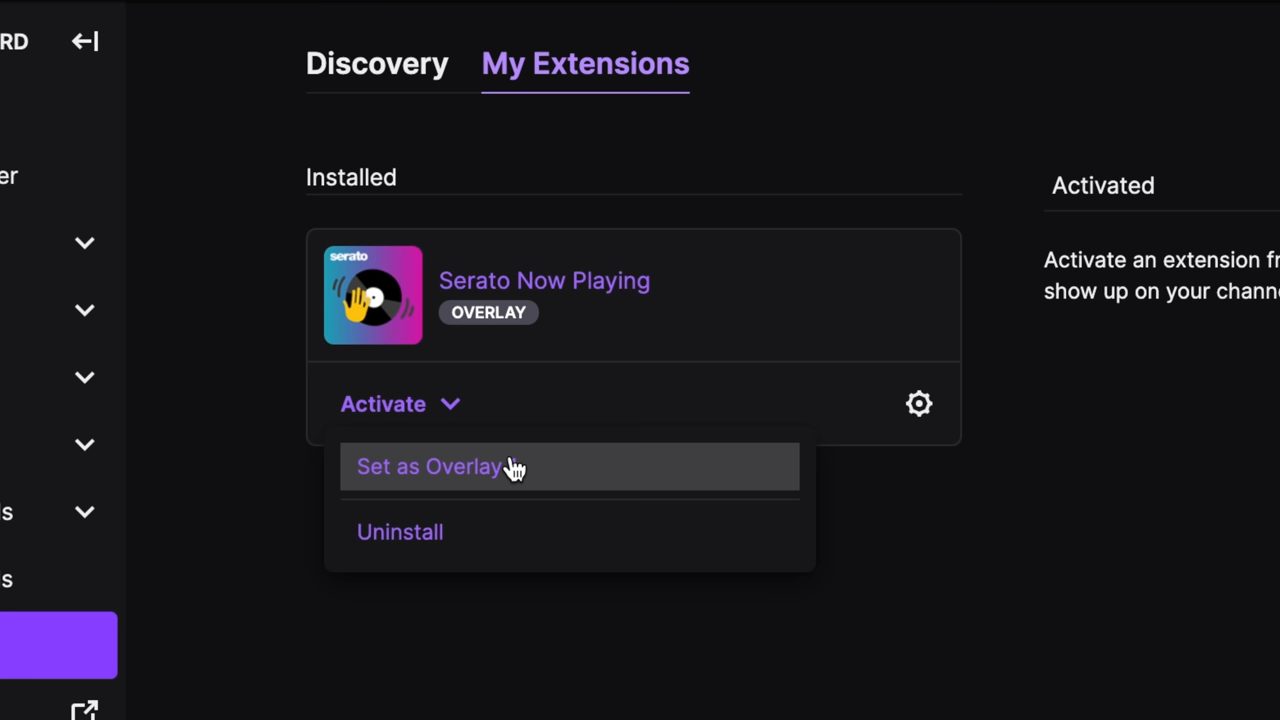 RD
Discovery
My Extensions
er
Installed
Activated
serato
Serato Now Playing
OVERLAY
Activate an extension fr
show up on your chann
Activate
Set as Overlay
Uninstall
s
s